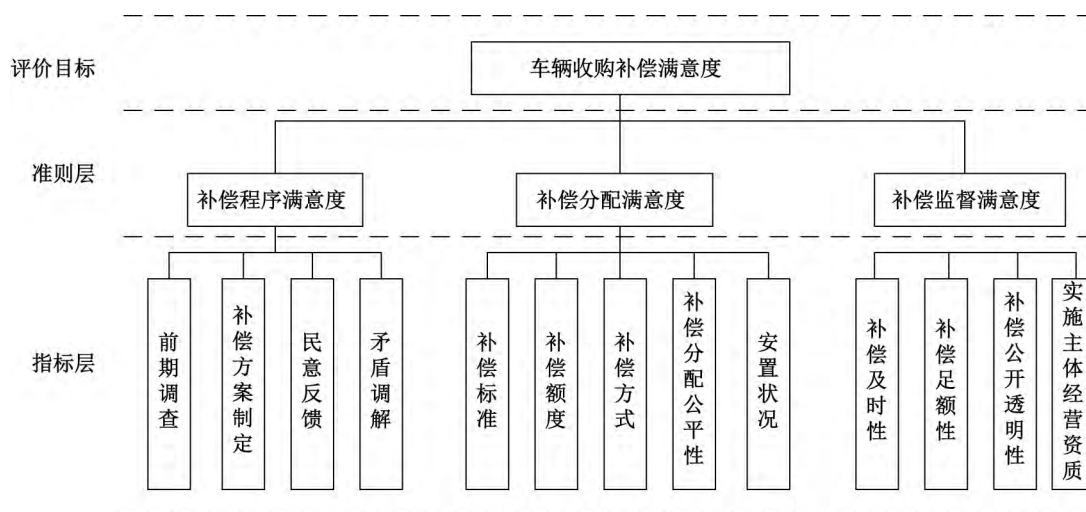 评价目标
车辆收购补偿满意度
准则层
补偿程序满意度
补偿分配满意度
补偿监督满意度
指标层
前期调查
补偿方案制定
民意反馈
矛盾调解
补偿标准
补偿额度
补偿方式
补偿分配公平性
安置状况
补偿及时性
补偿足额性
补偿公开透明性
实施主体经营资质